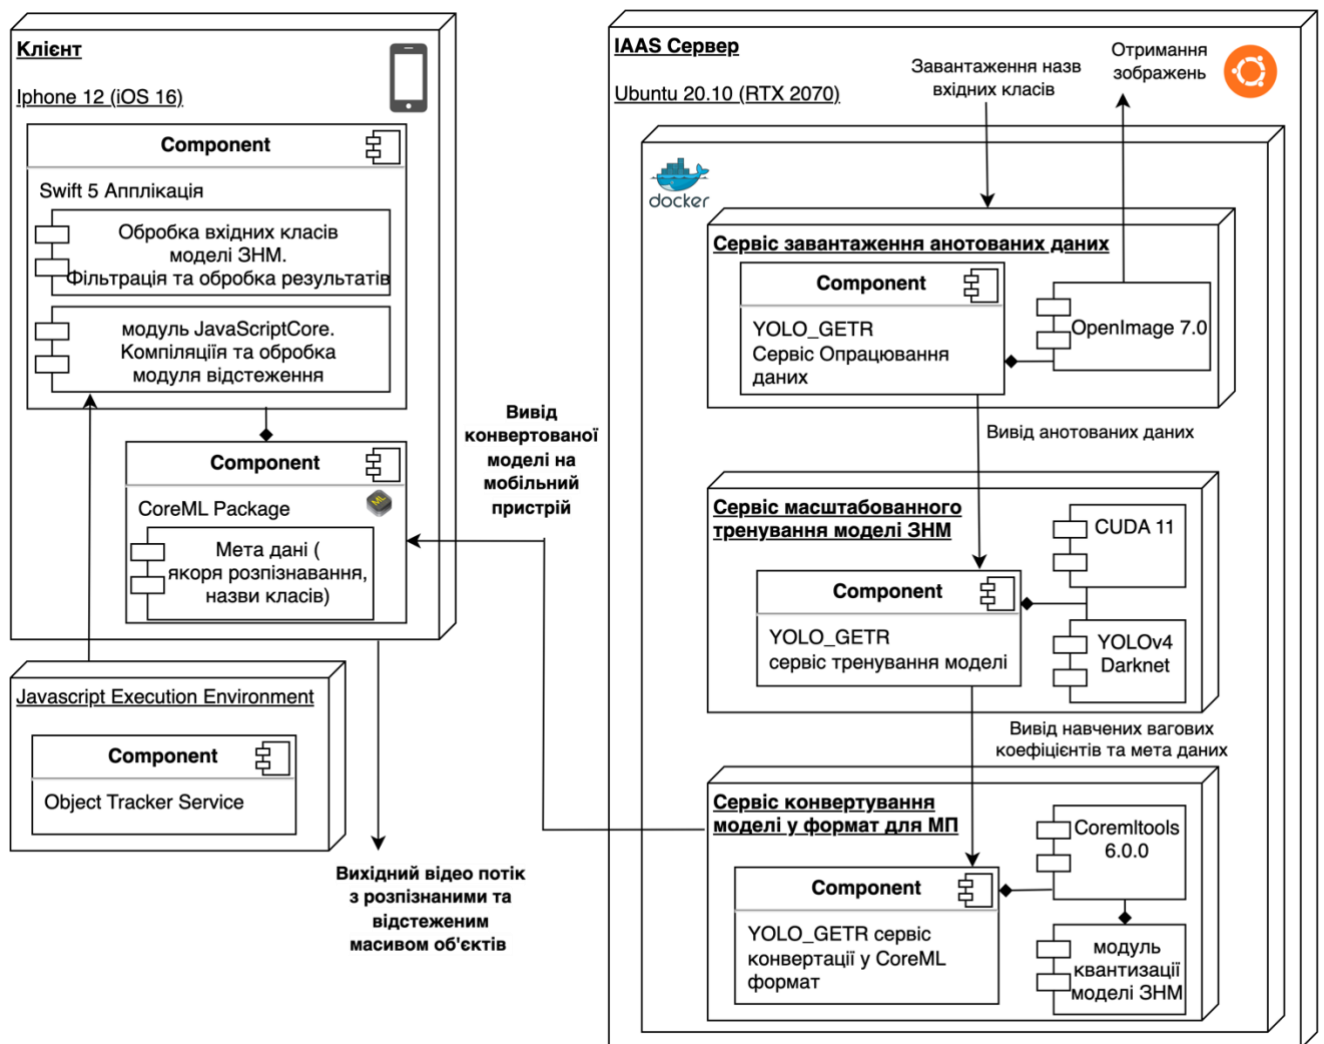 Клієнт
Iphone 12 (iOS 16)
Component
Swift 5 Апплікація
Обробка вхідних класів
моделі ЗНМ.
Фільтрація та обробка результатів
модуль JavaScriptCore.
Компіляціія та обробка
модуля відстеження
Component
CoreML Package
ML
Мета дані (
якоря розпізнавання,
назви класів)
Javascript Execution Environment
Component
Object Tracker Service
Вихідний відео потік
з розпізнаними та
відстеженим
масивом об'єктів
Вивід
конвертованої
моделі на
мобільний
пристрій
IAAS Сервер
Ubuntu 20.10 (RTX 2070)
Завантаження назв
вхідних класів
Отримання
зображень
docker
Сервіс завантаження анотованих даних
Component
YOLO_GETR
Сервіс Опрацювання
даних
OpenImage 7.0
Вивід анотованих даних
Сервіс масштабованного
тренування моделі ЗНМ
CUDA 11
Component
YOLO_GETR
сервіс тренування моделі
YOLOv4
Darknet
Вивід навчених вагових
коефіцієнтів та мета даних
Сервіс конвертування
моделі у формат для МП
Coremltools
6.0.0
Component
YOLO_GETR сервіс
конвертації у CoreML
формат
модуль
квантизації
моделі ЗНМ